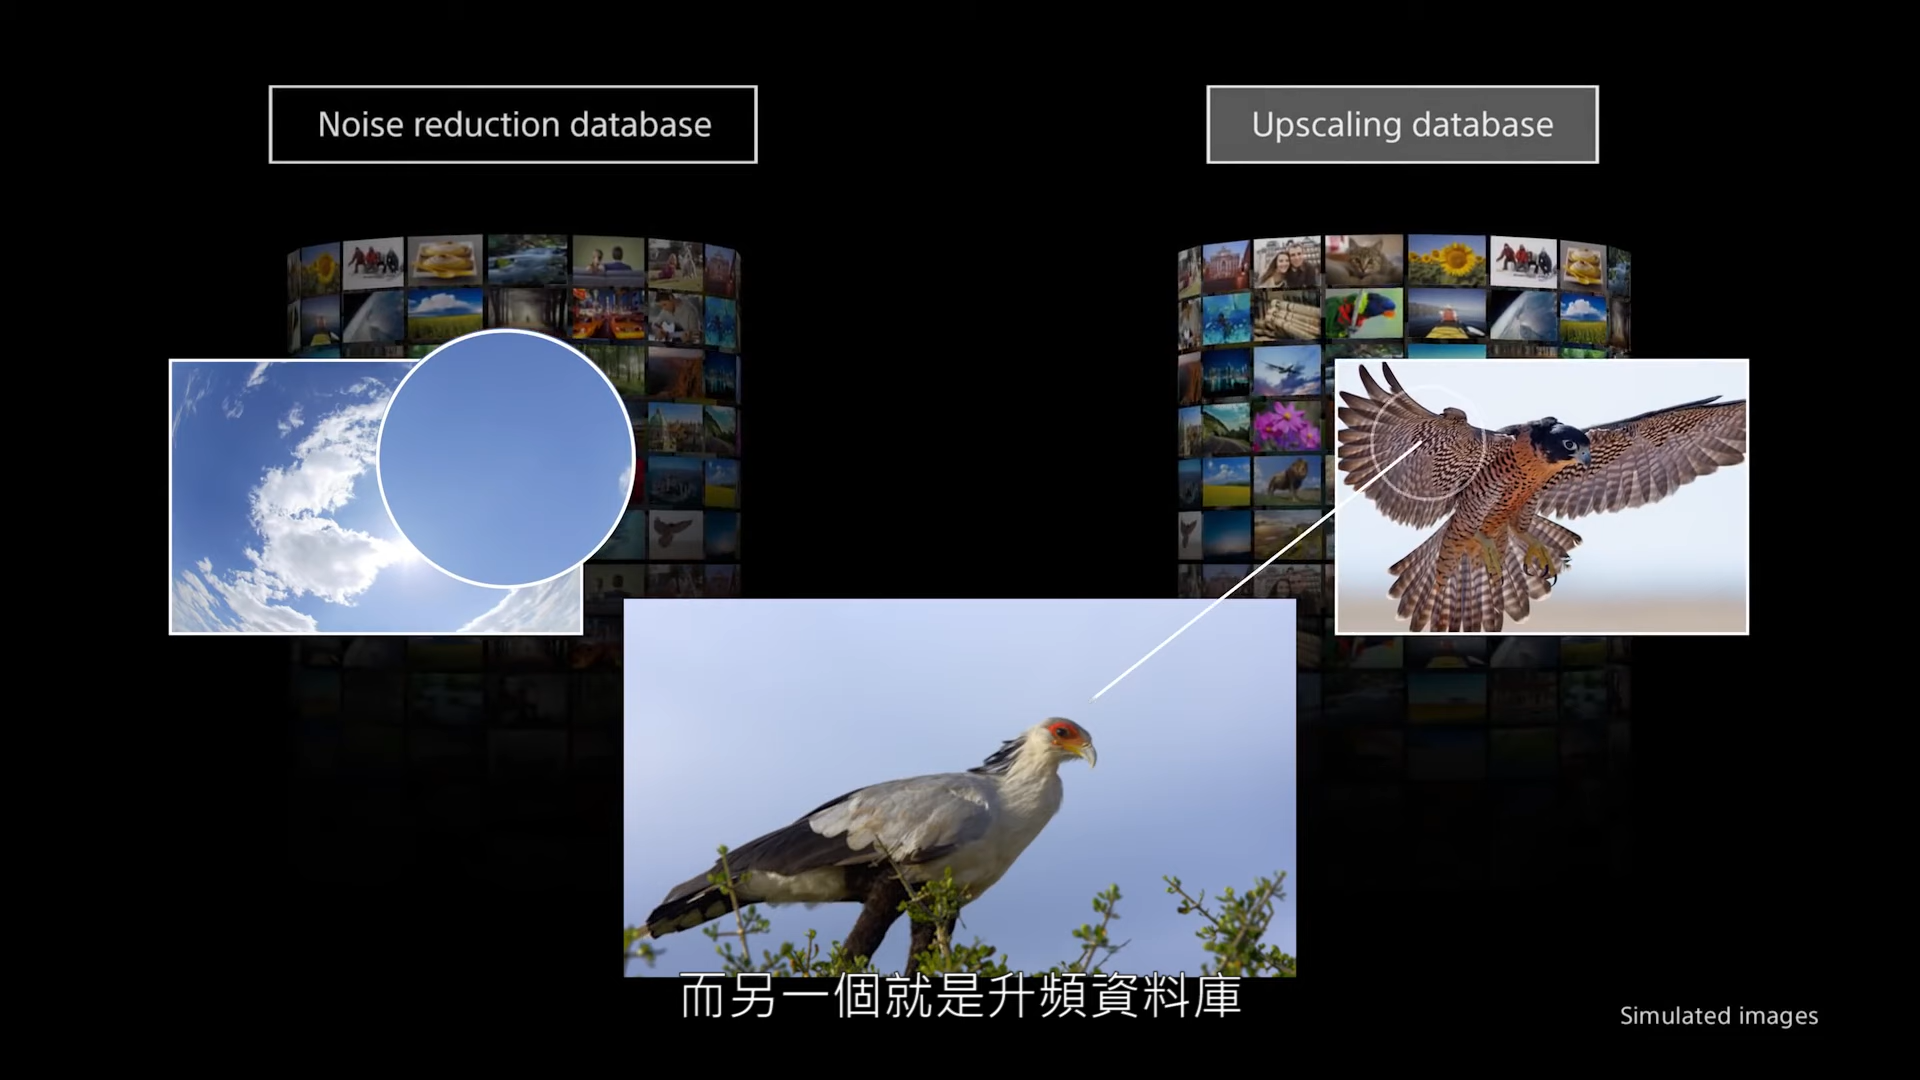 Noise reduction database
Upscaling database
而另一個就是升頻資料庫
Simulated images